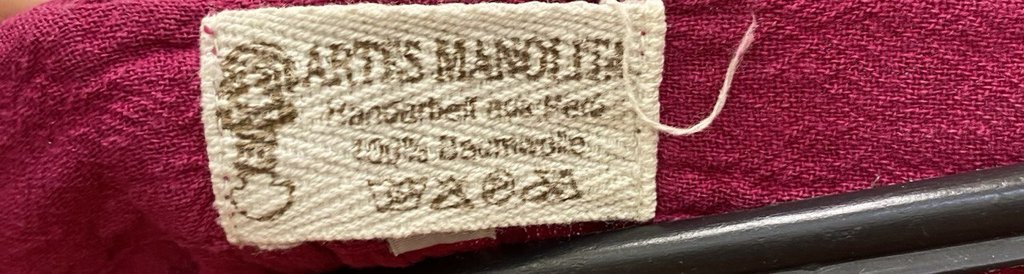 ARTIS MANOLITA
Handarbeit aus Peru
100% Baumwolle